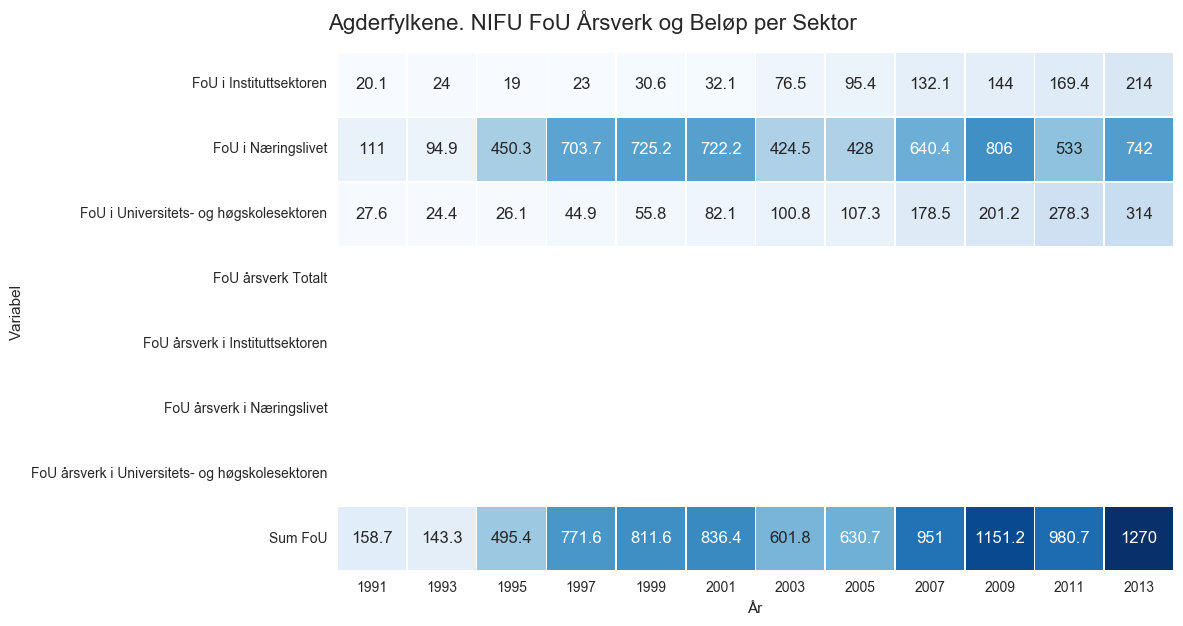 Agderfylkene. NIFU FoU Årsverk og Beløp per Sektor
FoU i Instituttsektoren 20.1 24 19 23 30.6 32.1 76.5 95.4 132.1 144 169.4 214
FoU i Næringslivet 111 94.9 450.3 703.7 725.2 722.2 424.5 428 640.4 806 533 742
FoU i Universitets- og høgskolesektoren 27.6 24.4 26.1 44.9 55.8 82.1 100.8 107.3 178.5 201.2 278.3 314
FoU årsverk Totalt
Variabel
FoU årsverk i Instituttsektoren
FoU årsverk i Næringslivet
FoU årsverk i Universitets- og høgskolesektoren
Sum FoU 158.7 143.3 495.4 771.6 811.6 836.4 601.8 630.7 951 1151.2 980.7 1270
1991 1993 1995 1997 1999 2001 2003 2005 2007 2009 2011 2013
År